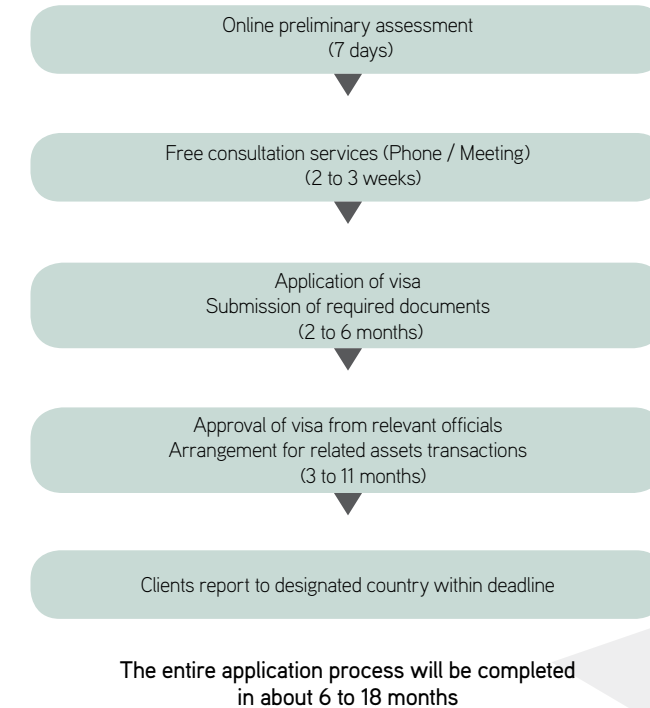 Online preliminary assessment
(7 days)
Free consultation services (Phone / Meeting)
(2 to 3 weeks)
Application of visa
Submission of required documents
(2 to 6 months)
Approval of visa from relevant officials
Arrangement for related assets transactions
(3 to 11 months)
Clients report to designated country within deadline
The entire application process will be completed
in about 6 to 18 months